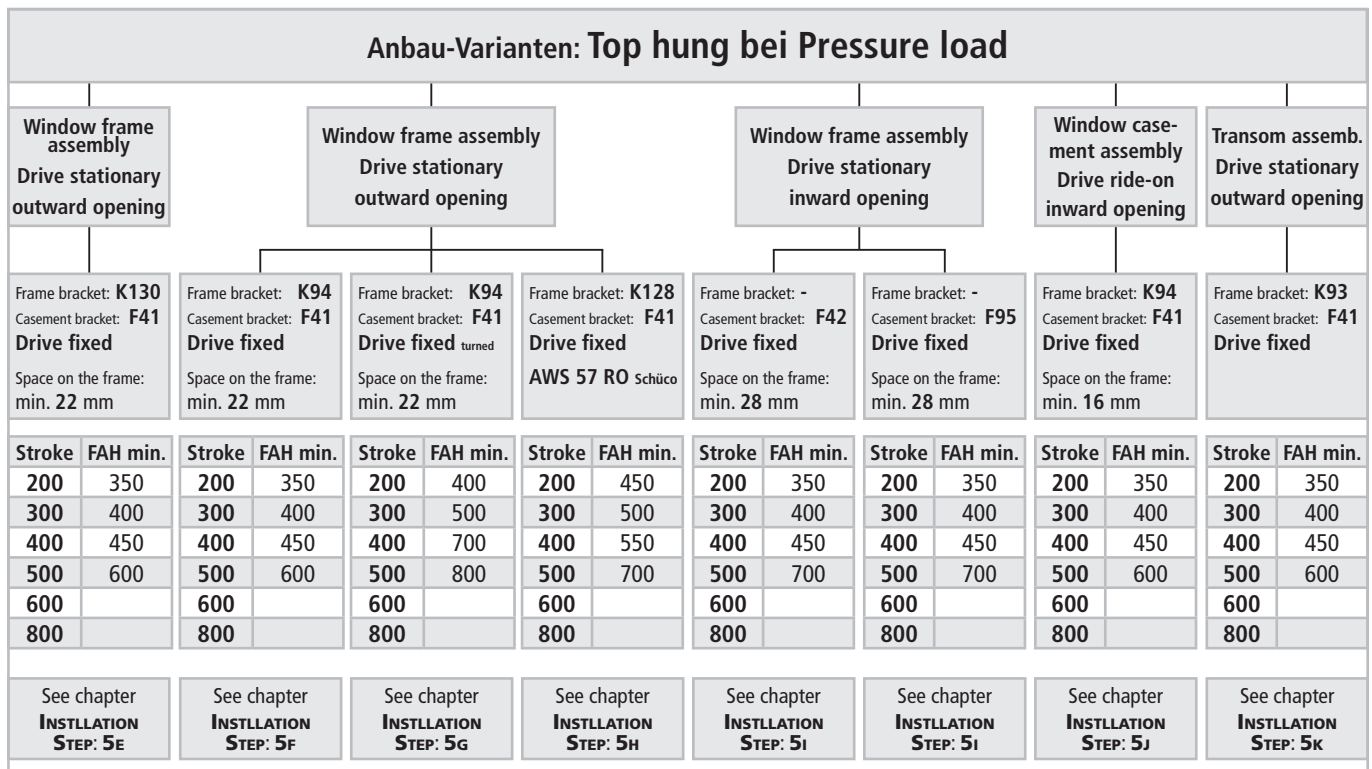 Anbau-Varianten: Top hung bei Pressure load
Window frame
assembly
Drive stationary
outward opening
Window frame assembly
Drive stationary
outward opening
Window frame assembly
Drive stationary
inward opening
Window case-
ment assembly
Drive ride-on
inward opening
Transom assemb.
Drive stationary
outward opening
Frame bracket: K130
Casement bracket: F41
Drive fixed
Space on the frame:
min. 22 mm
Frame bracket: K94
Casement bracket: F41
Drive fixed
Space on the frame:
min. 22 mm
Frame bracket: K94
Casement bracket: F41
Drive fixed turned
Space on the frame:
min. 22 mm
Frame bracket: K128
Casement bracket: F41
Drive fixed
AWS 57 RO Schüco
Frame bracket: -
Casement bracket: F42
Drive fixed
Space on the frame:
min. 28 mm
Frame bracket: -
Casement bracket: F95
Drive fixed
Space on the frame:
min. 28 mm
Frame bracket: K94
Casement bracket: F41
Drive fixed
Space on the frame:
min. 16 mm
Frame bracket: K93
Casement bracket: F41
Drive fixed
Stroke FAH min. Stroke FAH min. Stroke FAH min. Stroke FAH min. Stroke FAH min. Stroke FAH min. Stroke FAH min. Stroke FAH min.
200 350 200 350 200 400 200 450 200 350 200 350 200 350 200 350
300 400 300 400 300 500 300 500 300 400 300 400 300 400 300 400
400 450 400 450 400 700 400 550 400 450 400 450 400 450 400 450
500 600 500 600 500 800 500 700 500 700 500 700 500 600 500 600
600 600 600 600 600 600 600 600
800 800 800 800 800 800 800 800
See chapter
INSTLLATION
STEP: 5E
See chapter
INSTLLATION
STEP: 5F
See chapter
INSTLLATION
STEP: 5G
See chapter
INSTLLATION
STEP: 5H
See chapter
INSTLLATION
STEP: 5I
See chapter
INSTLLATION
STEP: 5I
See chapter
INSTLLATION
STEP: 5J
See chapter
INSTLLATION
STEP: 5K